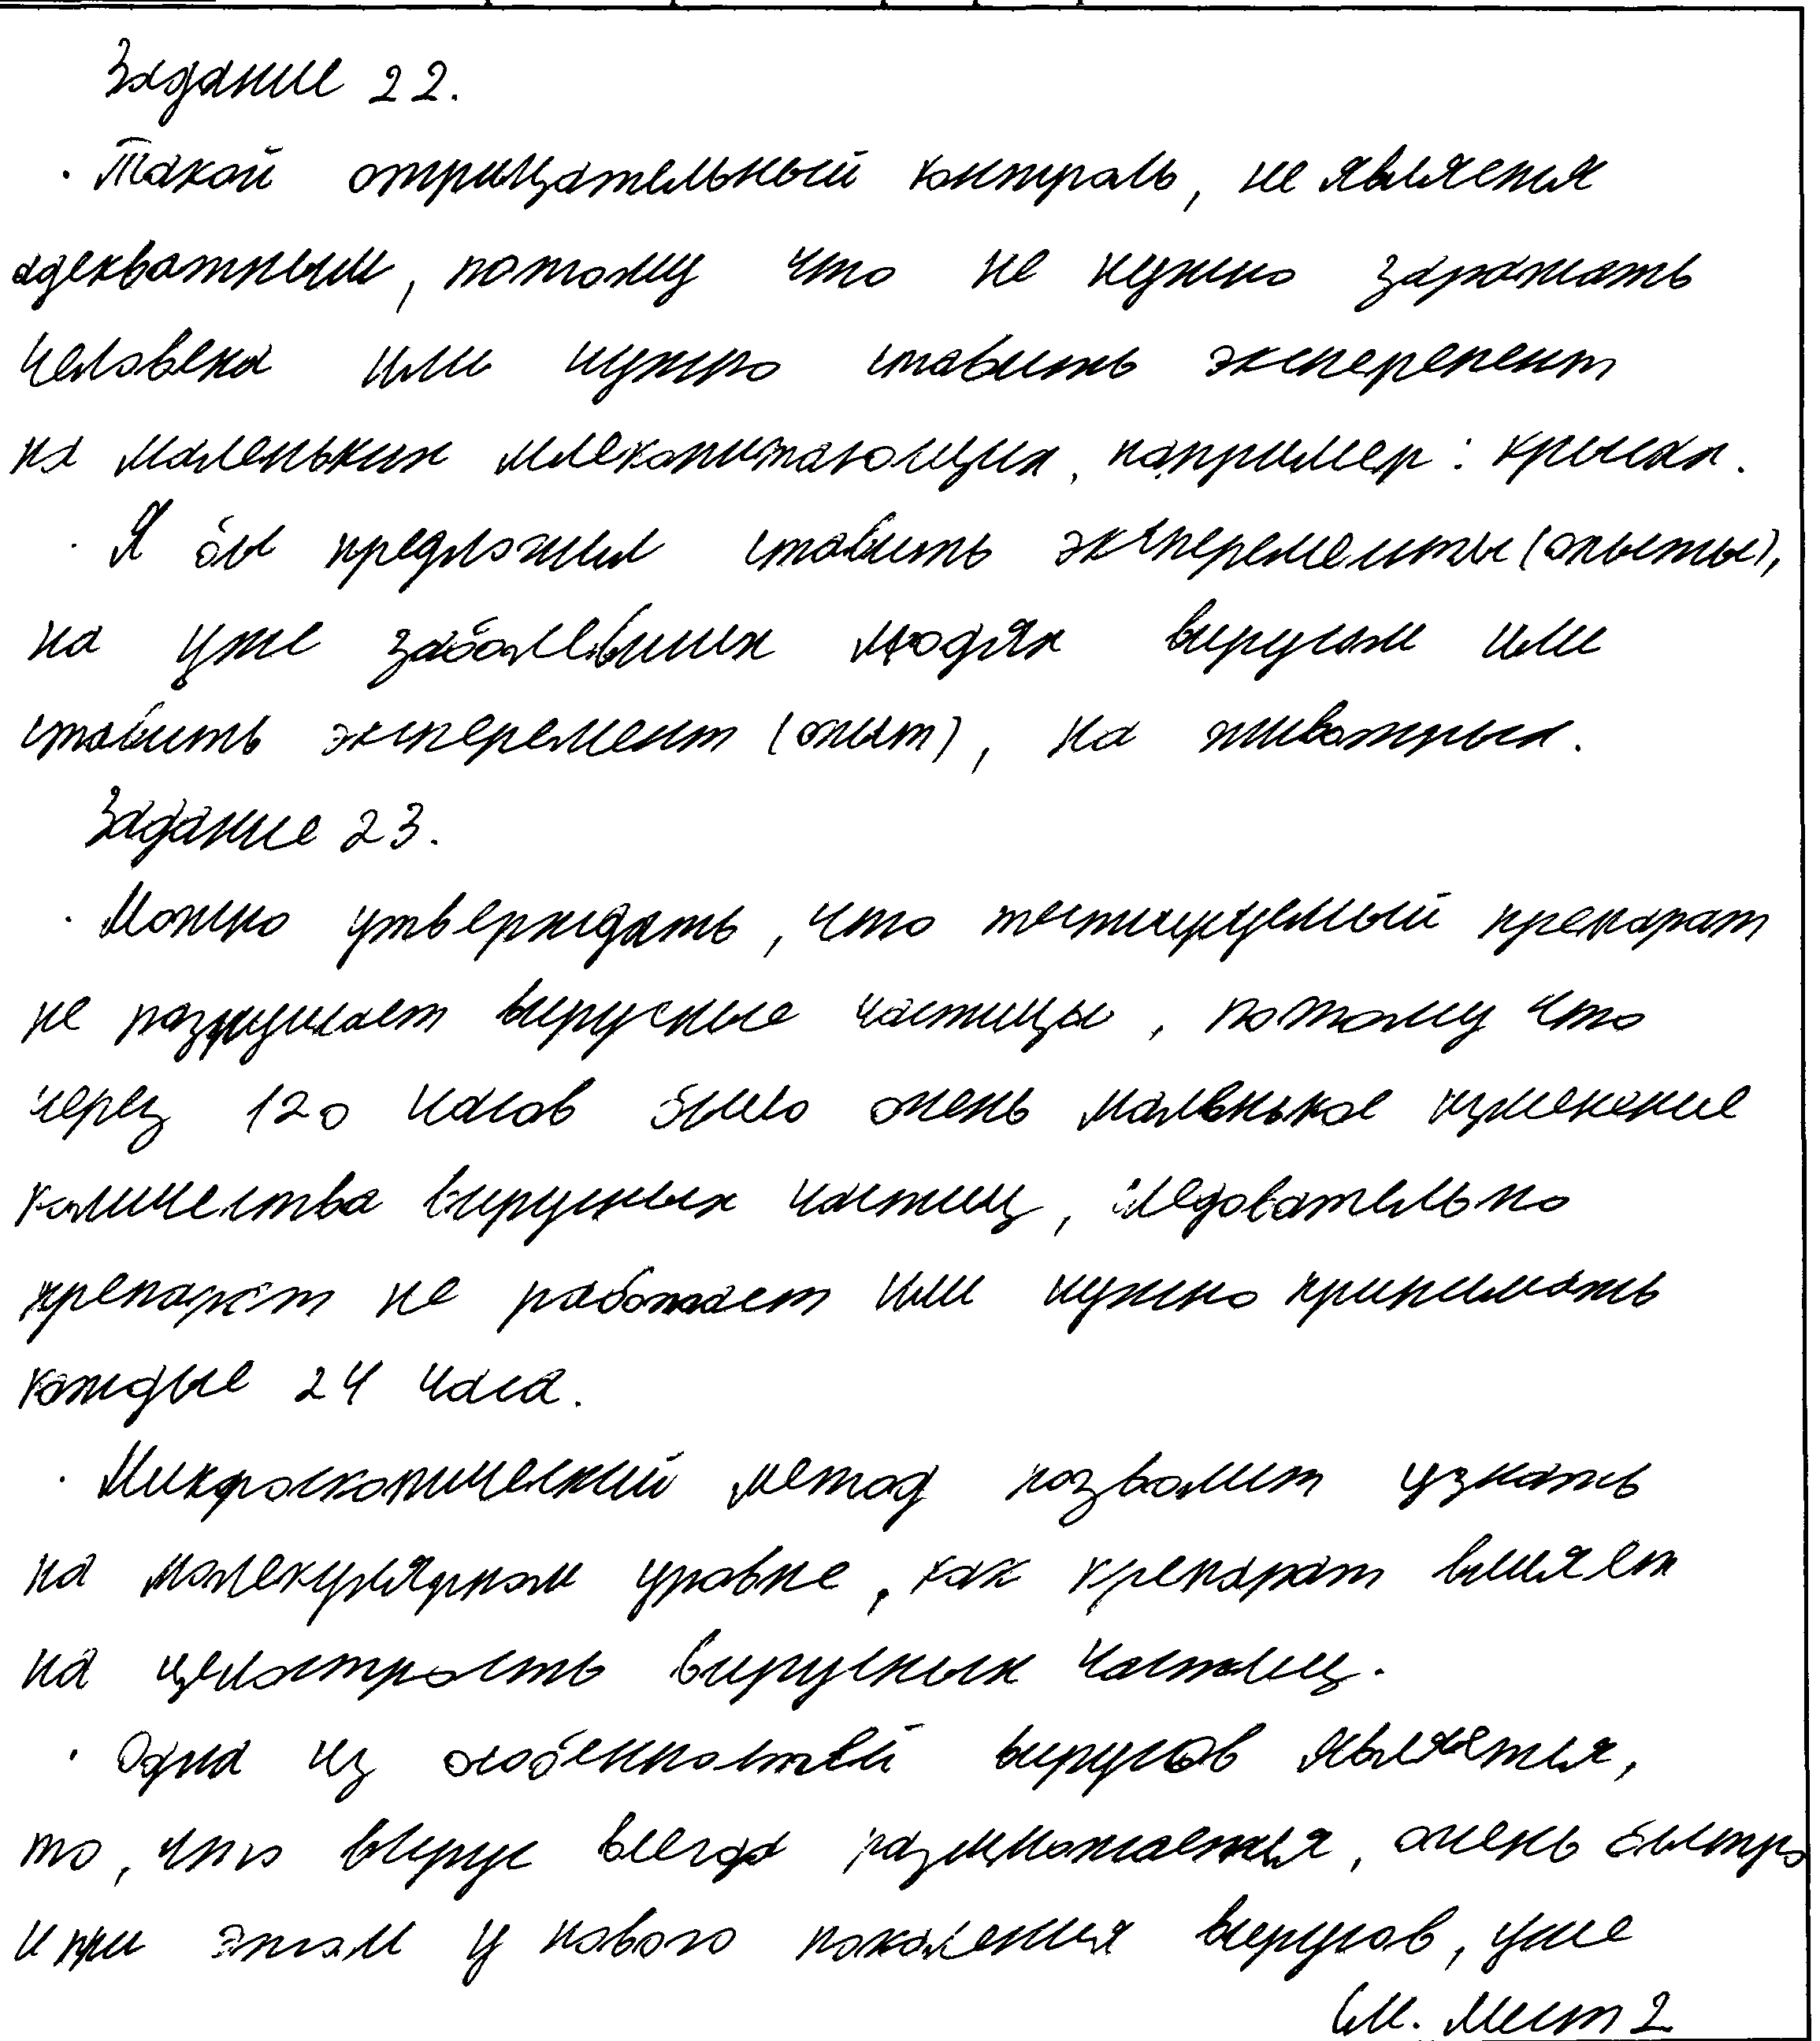 Задание 22.
· Такой отрицательный контроль, не является
адекватным, потому что не нужно заражать
человека или нужно ставить эксперепент
на маленьких млекопитающих, например: крысах.
· Я бы предложил ставить эксперементы (опыты),
на уже заболевших людях вирусом или
ставить эксперемент (опыт), на животных.
Задание 23.
· Можно утверждать, что тестируемый препарат
не разрушает вирусные частицы, потому что
через 120 часов было очень маленькое изменение
количества вирусных частиц, следовательно
препарат не работает или нужно принимать
каждые 24 часа.
· Микроскопический метод позволит узнать
на молекулярном уровне, как препарат влияет
на целостность вирусных частиц.
· Одна из особенностей вирусов является,
то, что вирус всегда размножается, очень быстро
и при этом у нового поколения вирусов, уже
См. Лист 2